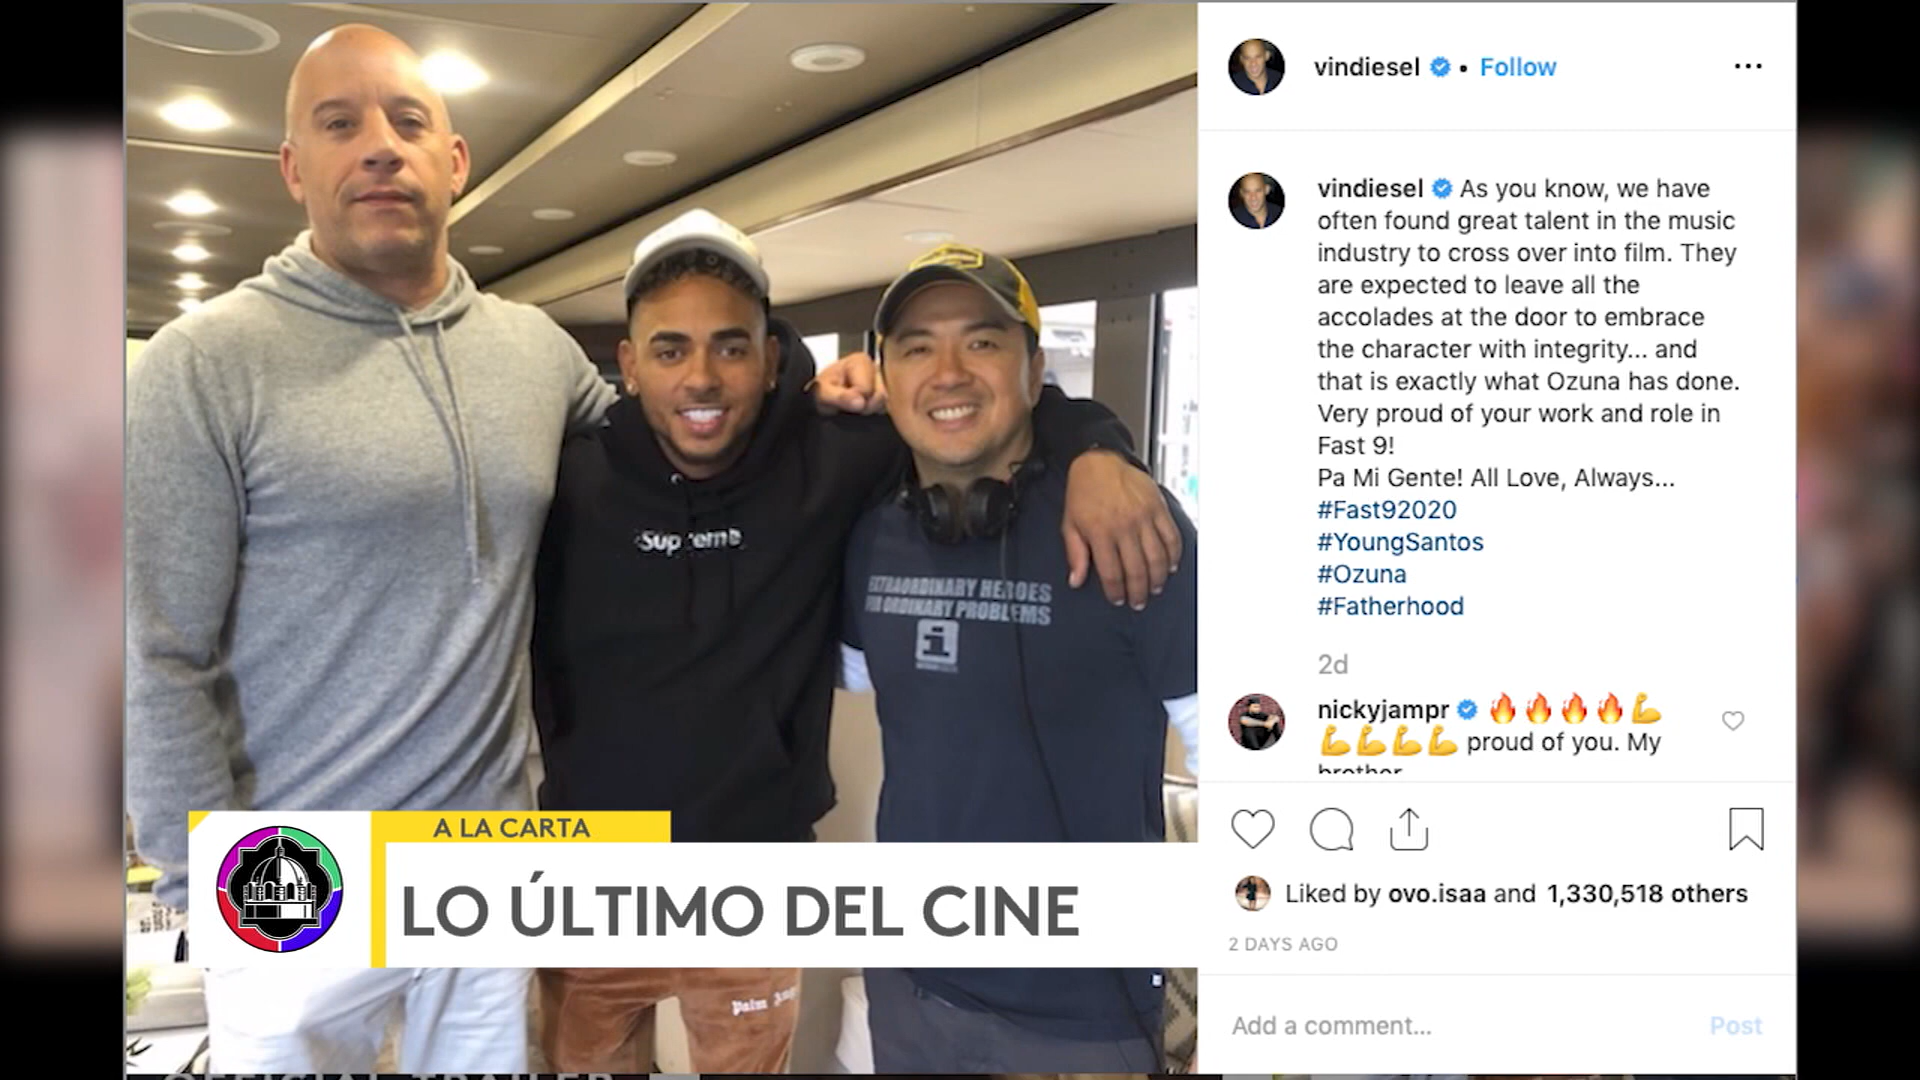 vindiesel • Follow
vindiesel As you know, we have
often found great talent in the music
industry to cross over into film. They
are expected to leave all the
accolades at the door to embrace
the character with integrity... and
that is exactly what Ozuna has done.
Very proud of your work and role in
Fast 9!
Pa Mi Gente! All Love, Always...
#Fast92020
#YoungSantos
#Ozuna
#Fatherhood
2d
nickyjampr 🔥🔥🔥🔥💪
💪💪💪💪 proud of you. My
brother
Liked by ovo.isaa and 1,330,518 others
2 DAYS AGO
Add a comment... Post
Supreme
EXTRAORDINARY HEROES
FOR ORDINARY PROBLEMS
i
A LA CARTA
LO ÚLTIMO DEL CINE
Palm
OFFICIAL TRAILER